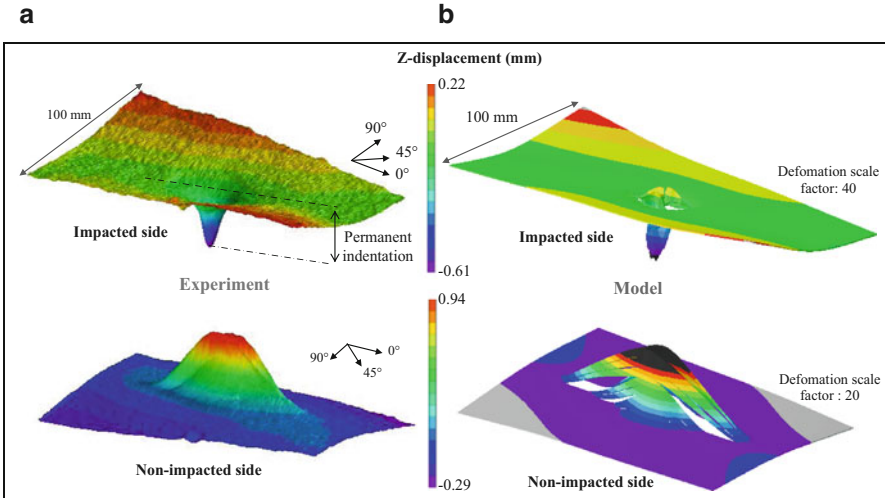 a
b
Z-displacement (mm)
0.22
100 mm
90°
45°
0°
100 mm
Defomation scale
factor: 40
Impacted side
Permanent
indentation
Impacted side
-0.61
Experiment
Model
0.94
90°
0°
45°
Defomation scale
factor : 20
Non-impacted side
-0.29
Non-impacted side